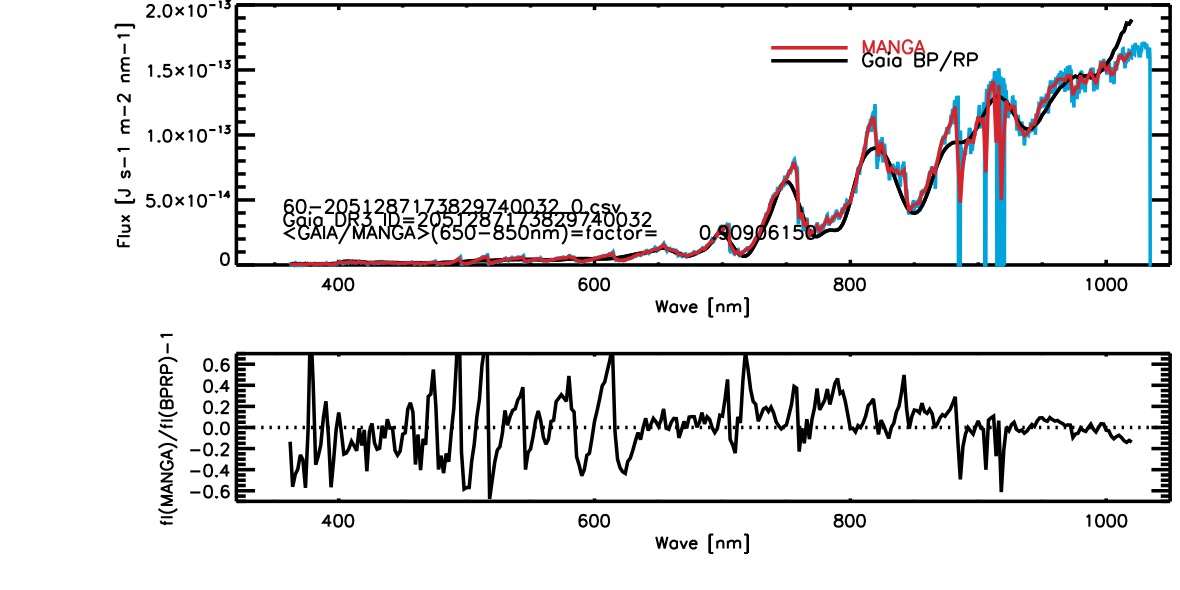 2.0×10⁻¹³
1.5×10⁻¹³
1.0×10⁻¹³
5.0×10⁻¹⁴
0
Flux [J s−1 m−2 nm−1]
MANGA
Gaia BP/RP
60−2051287173829740032_0.csv
Gaia DR3 ID=2051287173829740032
<GAIA/MANGA>(650−850nm)=factor= 0.90906150
400 600 800 1000
Wave [nm]
0.6
0.4
0.2
0.0
−0.2
−0.4
−0.6
fl(MANGA)/fl(BPRP)−1
400 600 800 1000
Wave [nm]